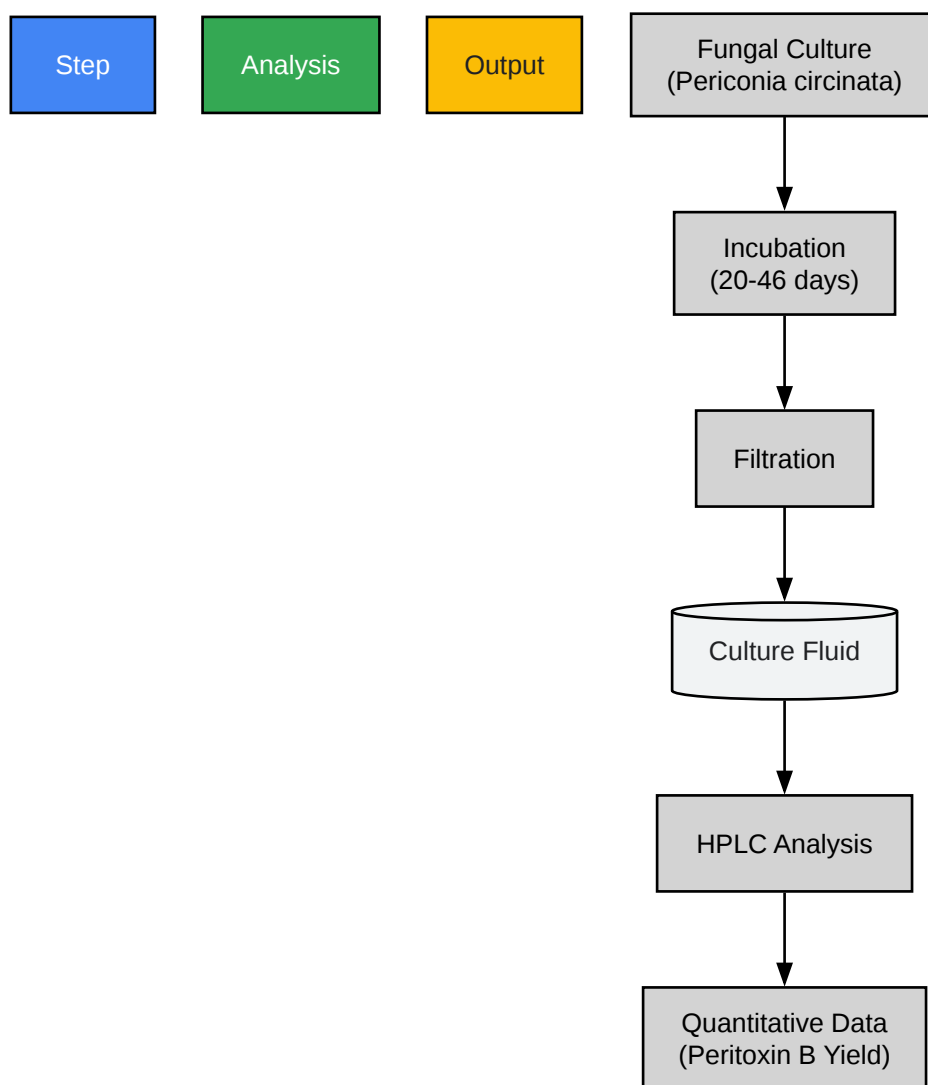 Step
Analysis
Output
Fungal Culture
(Periconia circinata)
Incubation
(20-46 days)
Filtration
Culture Fluid
HPLC Analysis
Quantitative Data
(Peritoxin B Yield)